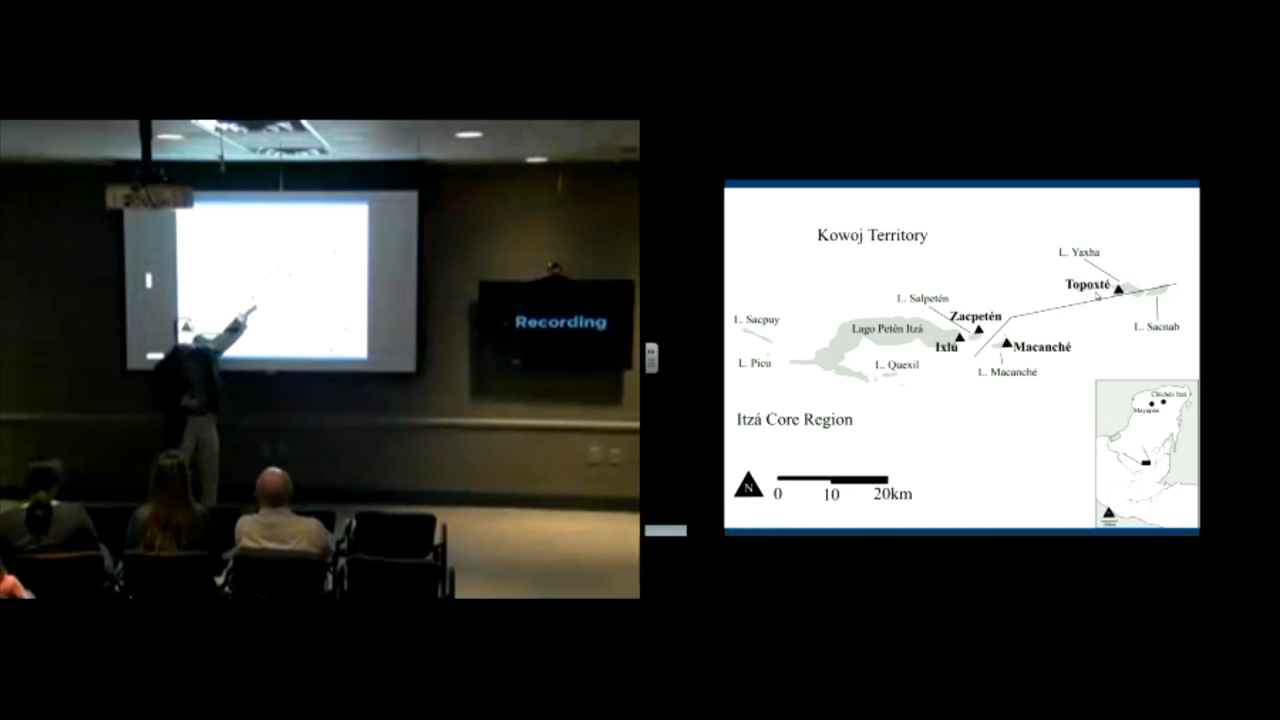 Recording
Kowoj Territory
L. Yaxha
Topoxté
L. Salpetén
Zacpetén
L. Sacpuy
Lago Petén Itzá
L. Sacnab
Ixlú
Macanché
L. Picu
L. Quexil
L. Macanché
Chichén Itzá
Mayapán
Itzá Core Region
N
0 10 20km